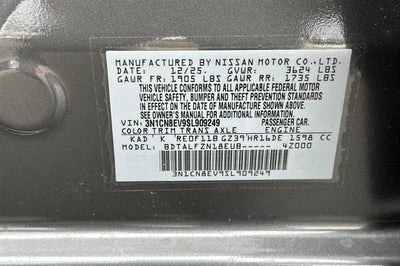 MANUFACTURED BY NISSAN MOTOR CO., LTD.
DATE: 12/25. GVWR: 3624 LBS
GAWR FR: 1905 LBS GAWR RR: 1735 LBS
THIS VEHICLE CONFORMS TO ALL APPLICABLE FEDERAL MOTOR
VEHICLE SAFETY, BUMPER AND THEFT PREVENTION STANDARDS
IN EFFECT ON THE DATE OF MANUFACTURE SHOWN ABOVE.
SEE OWNER'S MANUAL FOR ADDITIONAL INFORMATION
VIN: 3N1CN8EV9SL909249 PASSENGER CAR
COLOR TRIM TRANS AXLE ENGINE
KAD K RE0F11B GZ39 HR16DE 1598 CC
MODEL: BDTALFZN18EUB----- 4Z000
3N1CN8EV9SL909249